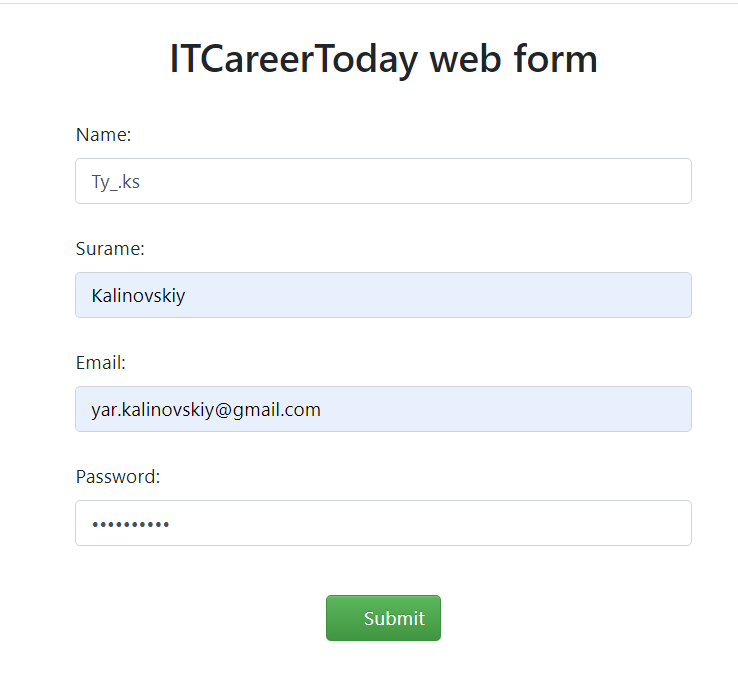 ITCareerToday web form
Name:
Ty_.ks
Surame:
Kalinovskiy
Email:
yar.kalinovskiy@gmail.com
Password:
••••••••••
Submit